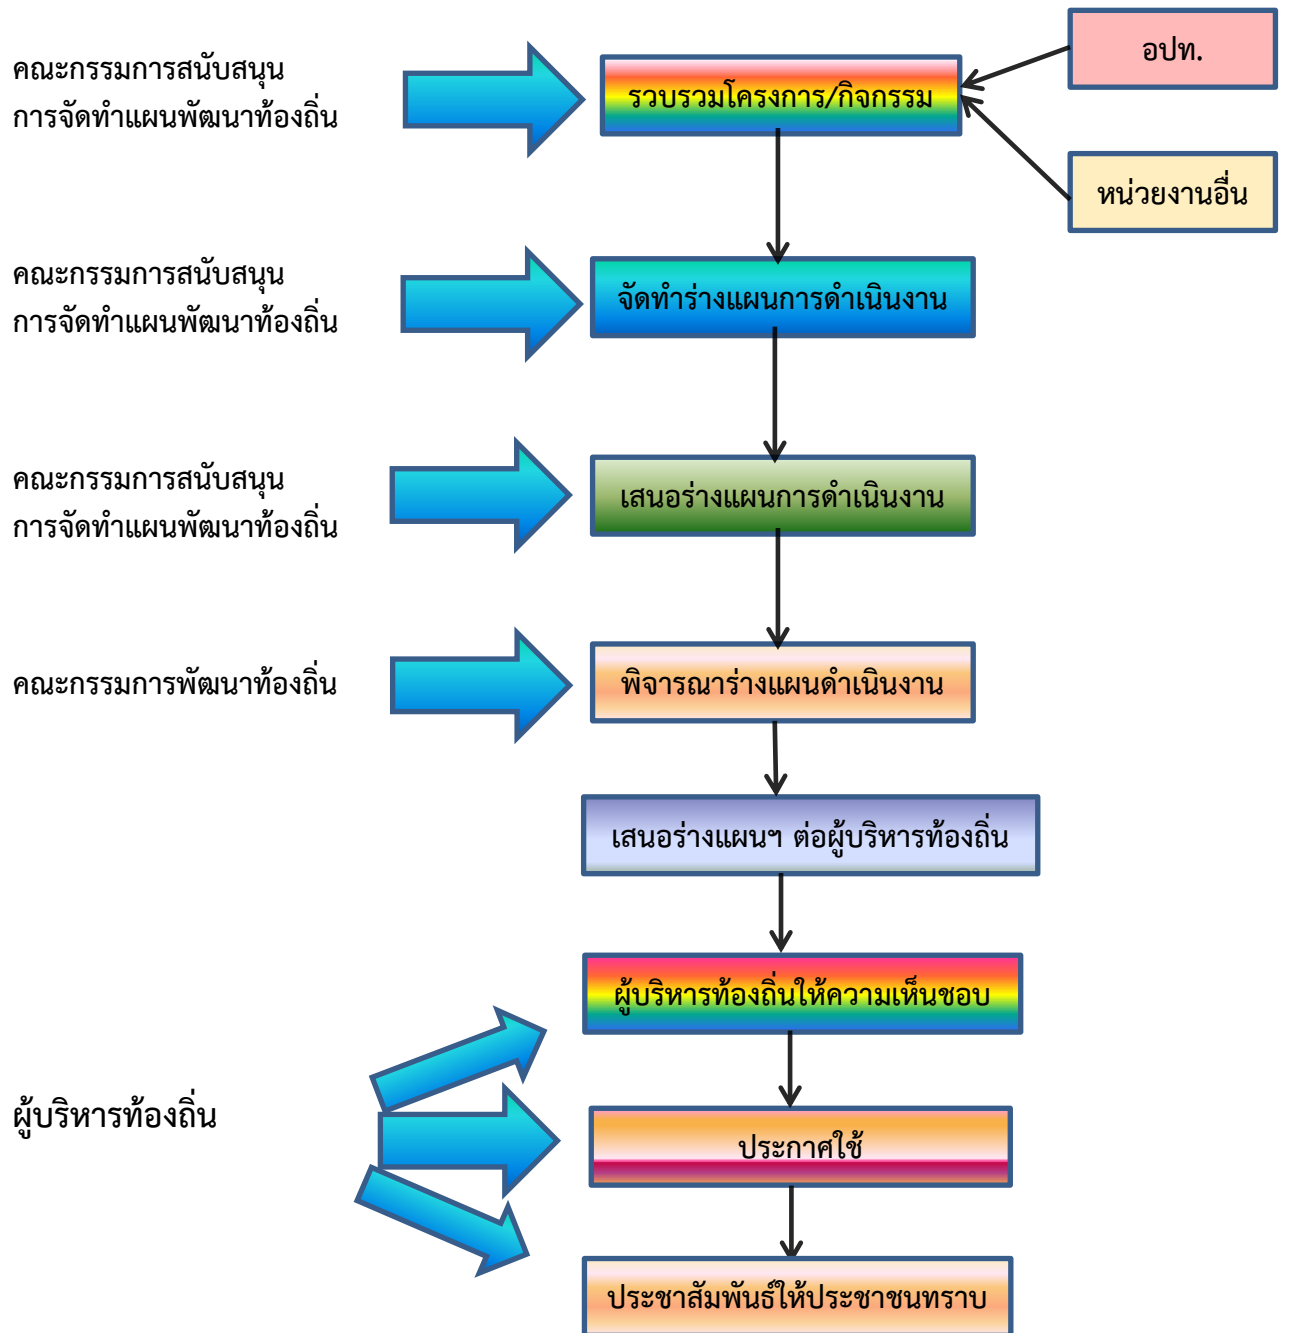 อปท.
คณะกรรมการสนับสนุน
การจัดทำแผนพัฒนาท้องถิ่น
รวบรวมโครงการ/กิจกรรม
หน่วยงานอื่น
คณะกรรมการสนับสนุน
การจัดทำแผนพัฒนาท้องถิ่น
จัดทำร่างแผนการดำเนินงาน
คณะกรรมการสนับสนุน
การจัดทำแผนพัฒนาท้องถิ่น
เสนอร่างแผนการดำเนินงาน
คณะกรรมการพัฒนาท้องถิ่น
พิจารณาร่างแผนดำเนินงาน
เสนอร่างแผนฯ ต่อผู้บริหารท้องถิ่น
ผู้บริหารท้องถิ่นให้ความเห็นชอบ
ผู้บริหารท้องถิ่น
ประกาศใช้
ประชาสัมพันธ์ให้ประชาชนทราบ